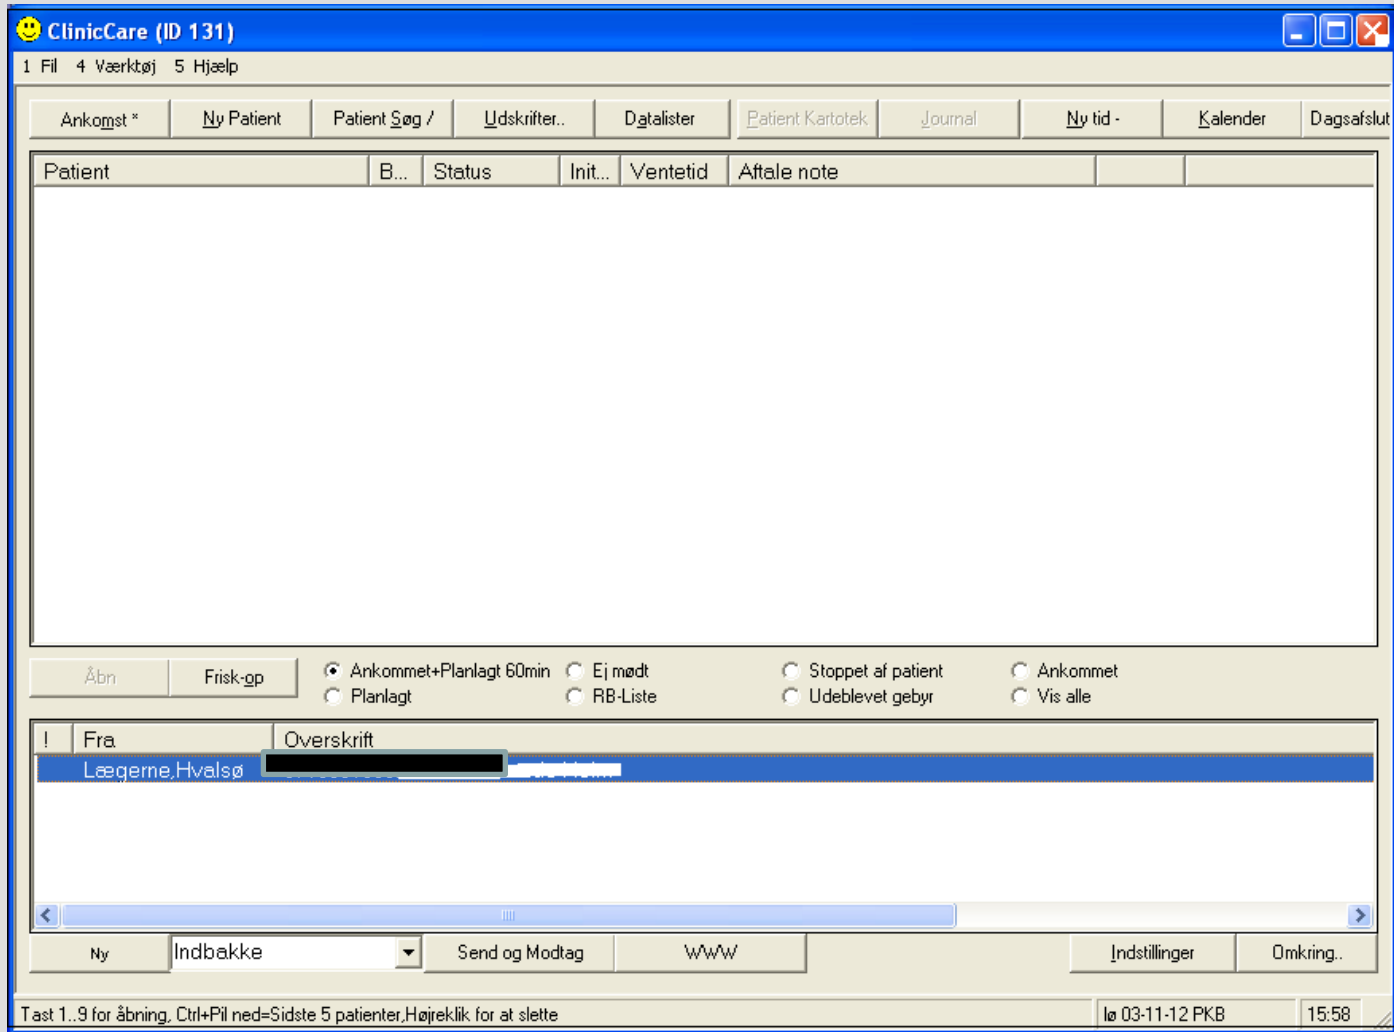 ClinicCare (ID 131)
1 Fil 4 Værktøj 5 Hjælp
Ankomst * Ny Patient Patient Søg / Udskrifter.. Datalister Patient Kartotek Journal Ny tid - Kalender Dagsafslut
Patient B... Status Init... Ventetid Aftale note
Åbn Frisk-op Ankommet+Planlagt 60min Ej mødt Stoppet af patient Ankommet
Planlagt RB-Liste Udeblevet gebyr Vis alle
! Fra Overskrift
Lægerne,Hvalsø
Ny Indbakke Send og Modtag WWW Indstillinger Omkring..
Tast 1..9 for åbning, Ctrl+Pil ned=Sidste 5 patienter,Højreklik for at slette lø 03-11-12 PKB 15:58